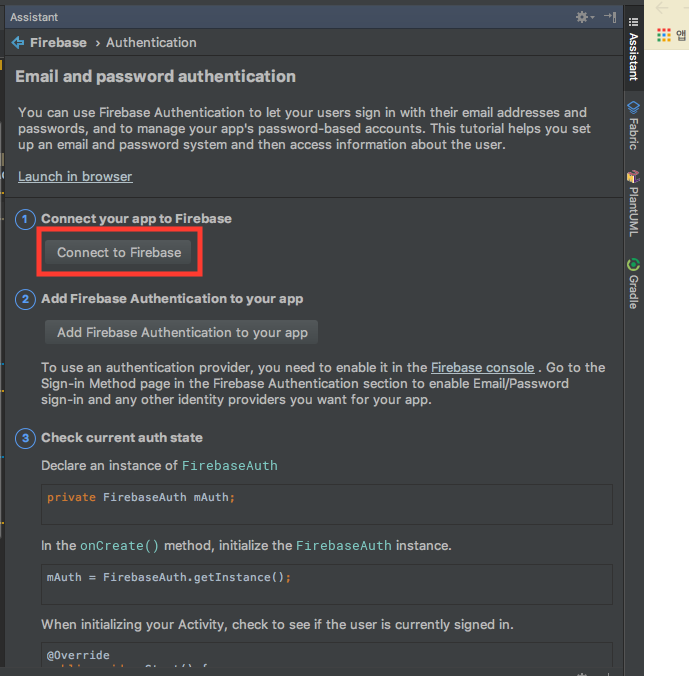 Assistant
Firebase › Authentication
Email and password authentication
You can use Firebase Authentication to let your users sign in with their email addresses and
passwords, and to manage your app's password-based accounts. This tutorial helps you set
up an email and password system and then access information about the user.
Launch in browser
1 Connect your app to Firebase
Connect to Firebase
2 Add Firebase Authentication to your app
Add Firebase Authentication to your app
To use an authentication provider, you need to enable it in the Firebase console . Go to the
Sign-in Method page in the Firebase Authentication section to enable Email/Password
sign-in and any other identity providers you want for your app.
3 Check current auth state
Declare an instance of FirebaseAuth
private FirebaseAuth mAuth;
In the onCreate() method, initialize the FirebaseAuth instance.
mAuth = FirebaseAuth.getInstance();
When initializing your Activity, check to see if the user is currently signed in.
@Override
Assistant
Fabric
PlantUML
Gradle
앱